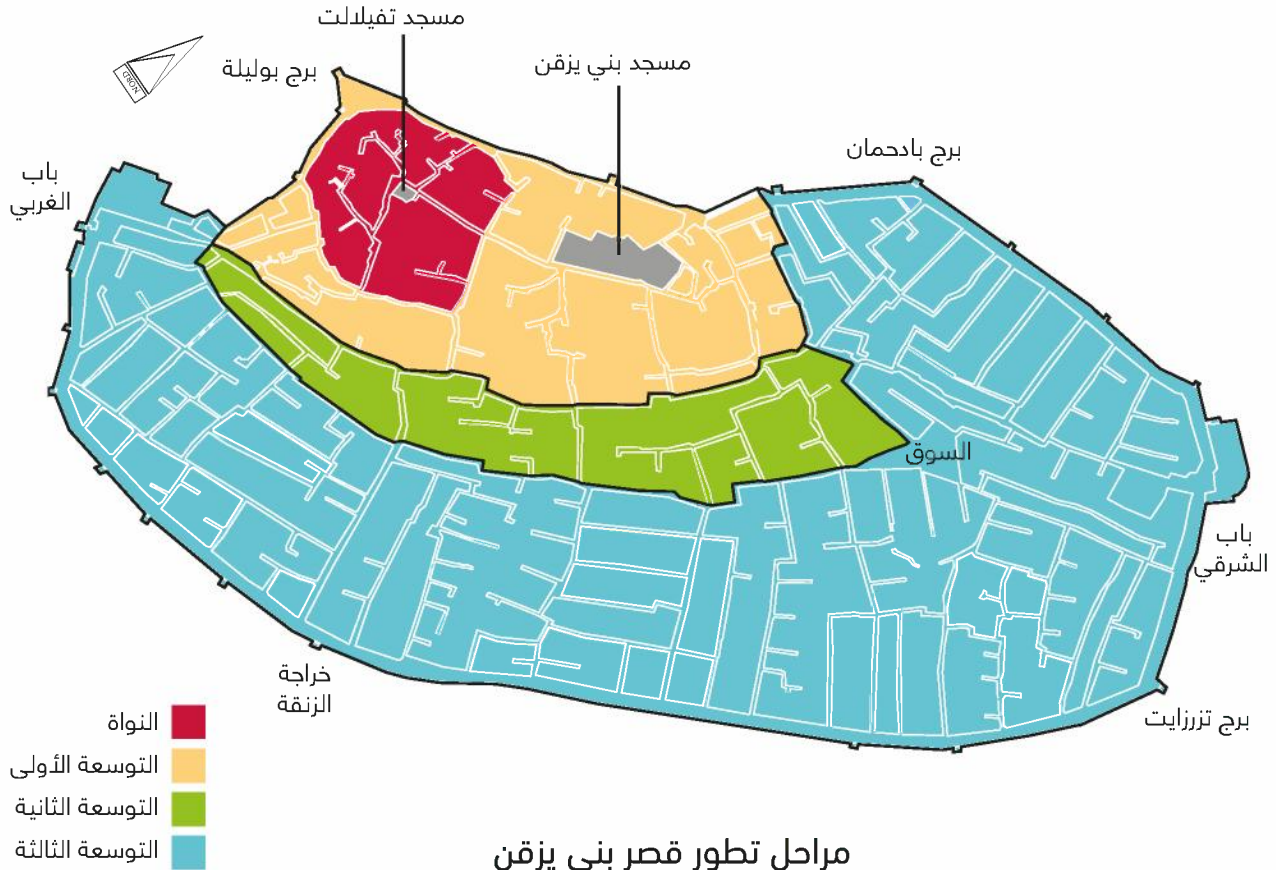 مسجد تفيلالت
مسجد بني يزقن
برج بوليلة
NORD
برج بادحمان
باب
الغربي
السوق
باب
الشرقي
خراجة
الزنقة
برج تزرزايت
النواة
التوسعة الأولى
التوسعة الثانية
التوسعة الثالثة
مراحل تطور قصر بني يزقن